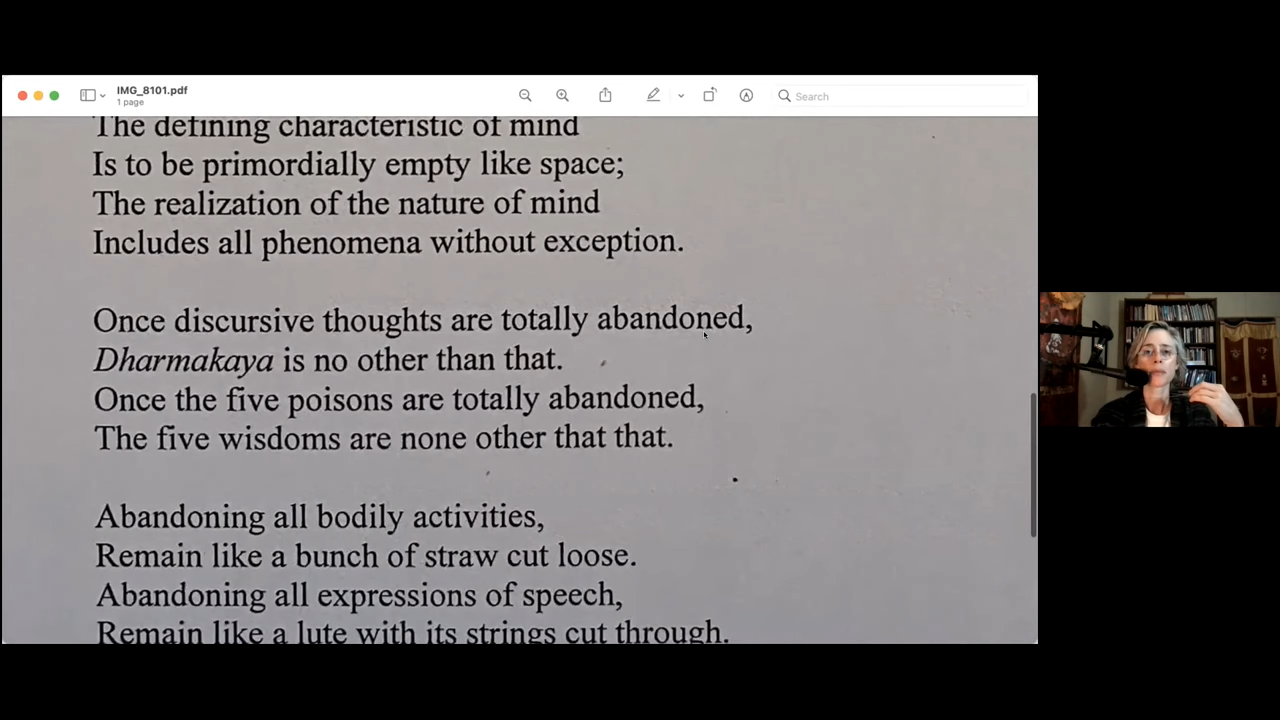 IMG_8101.pdf
1 page
Search
The defining characteristic of mind
Is to be primordially empty like space;
The realization of the nature of mind
Includes all phenomena without exception.
Once discursive thoughts are totally abandoned,
Dharmakaya is no other than that.
Once the five poisons are totally abandoned,
The five wisdoms are none other that that.
Abandoning all bodily activities,
Remain like a bunch of straw cut loose.
Abandoning all expressions of speech,
Remain like a lute with its strings cut through.